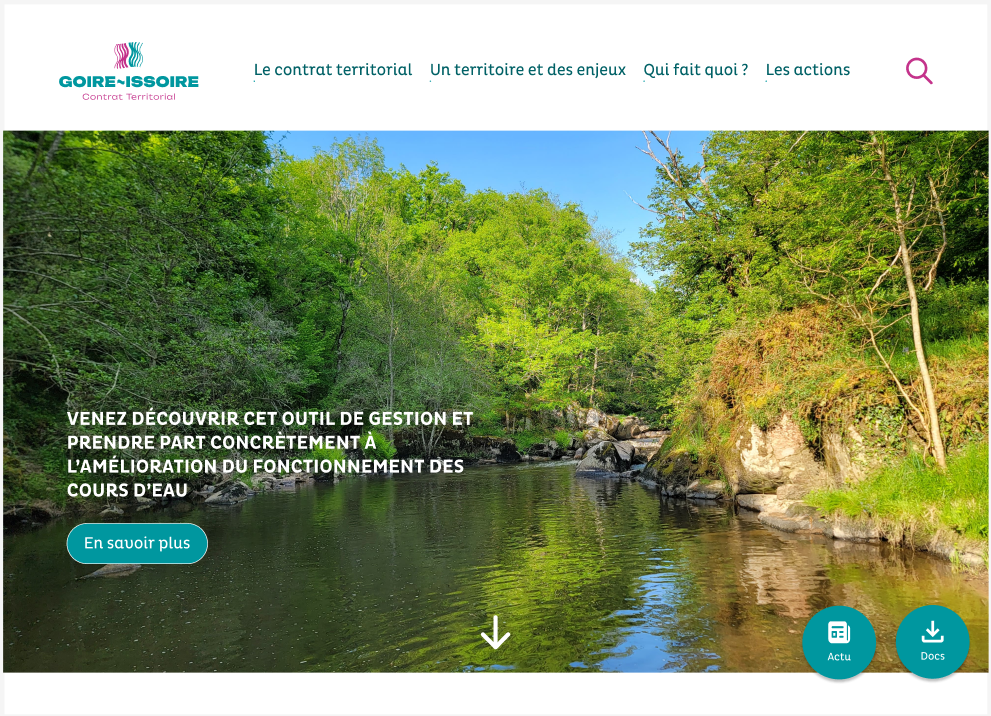 GOIRE~ISSOIRE
Contrat Territorial
Le contrat territorial
Un territoire et des enjeux
Qui fait quoi ?
Les actions
VENEZ DÉCOUVRIR CET OUTIL DE GESTION ET
PRENDRE PART CONCRÈTEMENT À
L’AMÉLIORATION DU FONCTIONNEMENT DES
COURS D’EAU
En savoir plus
Actu
Docs